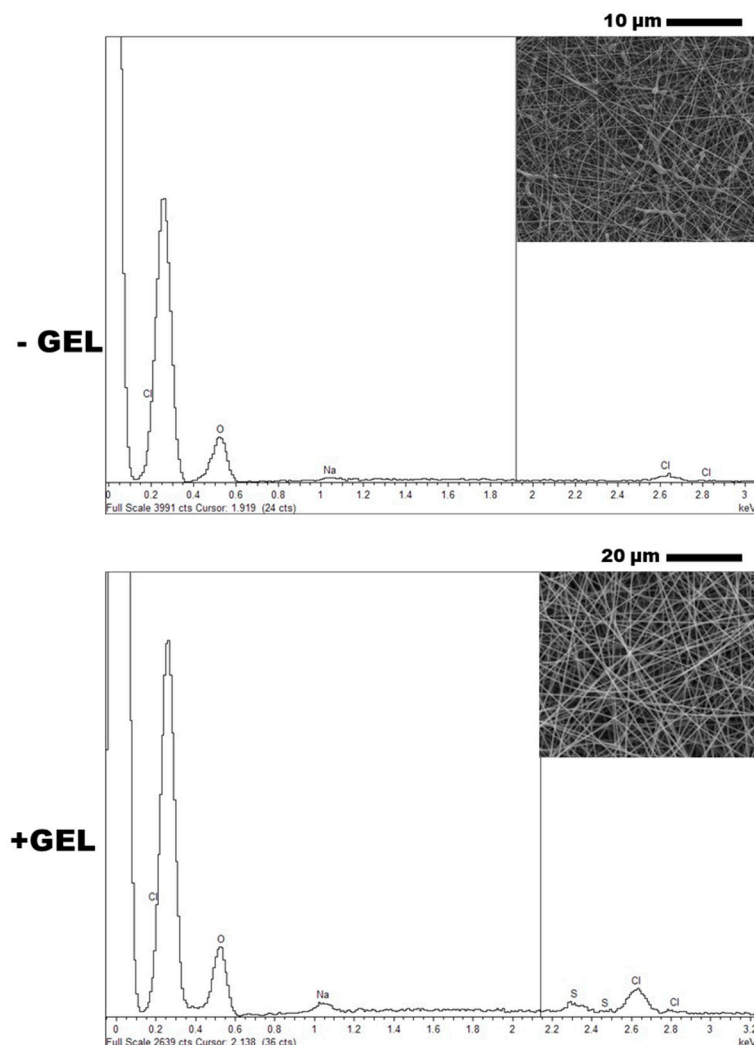 10 µm
- GEL
Cl
O
Na
Cl
Cl
0 0.2 0.4 0.6 0.8 1 1.2 1.4 1.6 1.8 2 2.2 2.4 2.6 2.8 3
Full Scale 3991 cts Cursor: 1.919 (24 cts) keV
20 µm
+GEL
Cl
O
Na
S
S
Cl
Cl
0 0.2 0.4 0.6 0.8 1 1.2 1.4 1.6 1.8 2 2.2 2.4 2.6 2.8 3 3.2
Full Scale 2639 cts Cursor: 2.138 (36 cts) keV